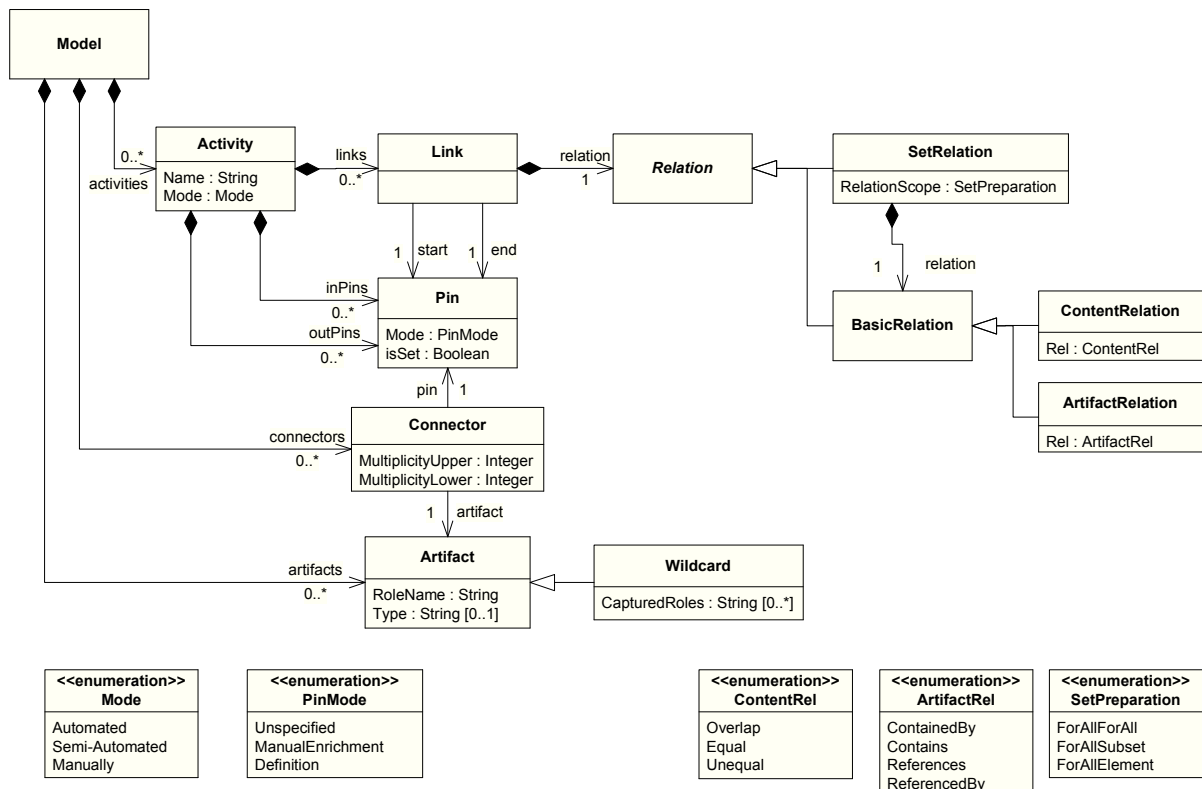 Model
0..*
activities
Activity
Name : String
Mode : Mode
links
0..*
Link
relation
1
Relation
SetRelation
RelationScope : SetPreparation
1
start
1
end
1
relation
inPins
0..*
outPins
0..*
Pin
Mode : PinMode
isSet : Boolean
BasicRelation
ContentRelation
Rel : ContentRel
ArtifactRelation
Rel : ArtifactRel
pin
1
connectors
0..*
Connector
MultiplicityUpper : Integer
MultiplicityLower : Integer
1
artifact
artifacts
0..*
Artifact
RoleName : String
Type : String [0..1]
Wildcard
CapturedRoles : String [0..*]
<<enumeration>>
Mode
Automated
Semi-Automated
Manually
<<enumeration>>
PinMode
Unspecified
ManualEnrichment
Definition
<<enumeration>>
ContentRel
Overlap
Equal
Unequal
<<enumeration>>
ArtifactRel
ContainedBy
Contains
References
ReferencedBy
<<enumeration>>
SetPreparation
ForAllForAll
ForAllSubset
ForAllElement